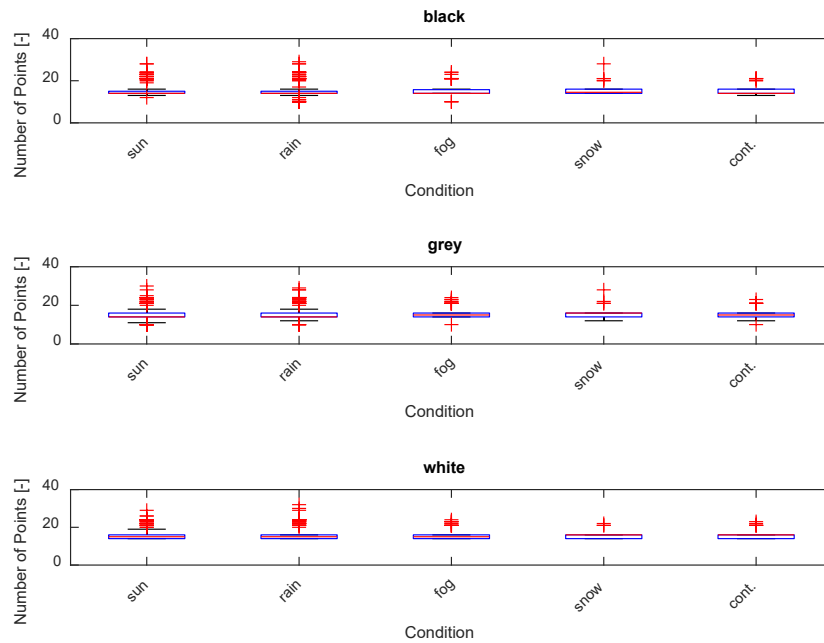 black
40
20
0
Number of Points [-]
sun rain fog snow cont.
Condition
grey
40
20
0
Number of Points [-]
sun rain fog snow cont.
Condition
white
40
20
0
Number of Points [-]
sun rain fog snow cont.
Condition